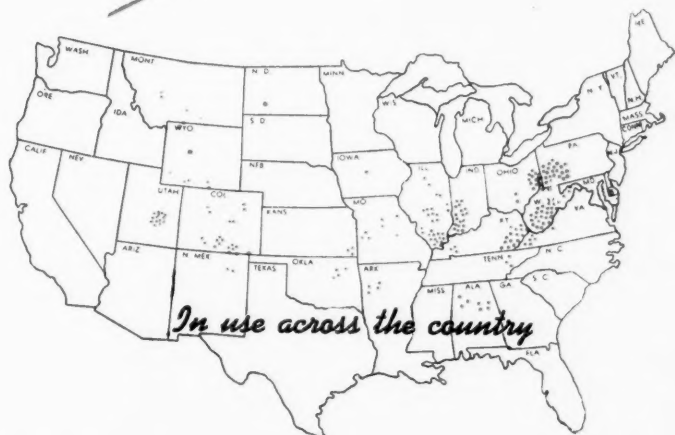 WASH
MONT
N. D.
MINN
ME
VT.
N. Y.
N.H.
MASS
CONN
ORE
IDA
WYO
S. D.
WIS
MICH
PA
CALIF
NEV
UTAH
COL
NEB
IOWA
ILL
IND
OHIO
MD
KANS
MO
KY
VA
ARIZ
N. MEX
TEXAS
OKLA
ARK
TENN
N. C.
S. C.
MISS
ALA
GA
In use across the country
FLA